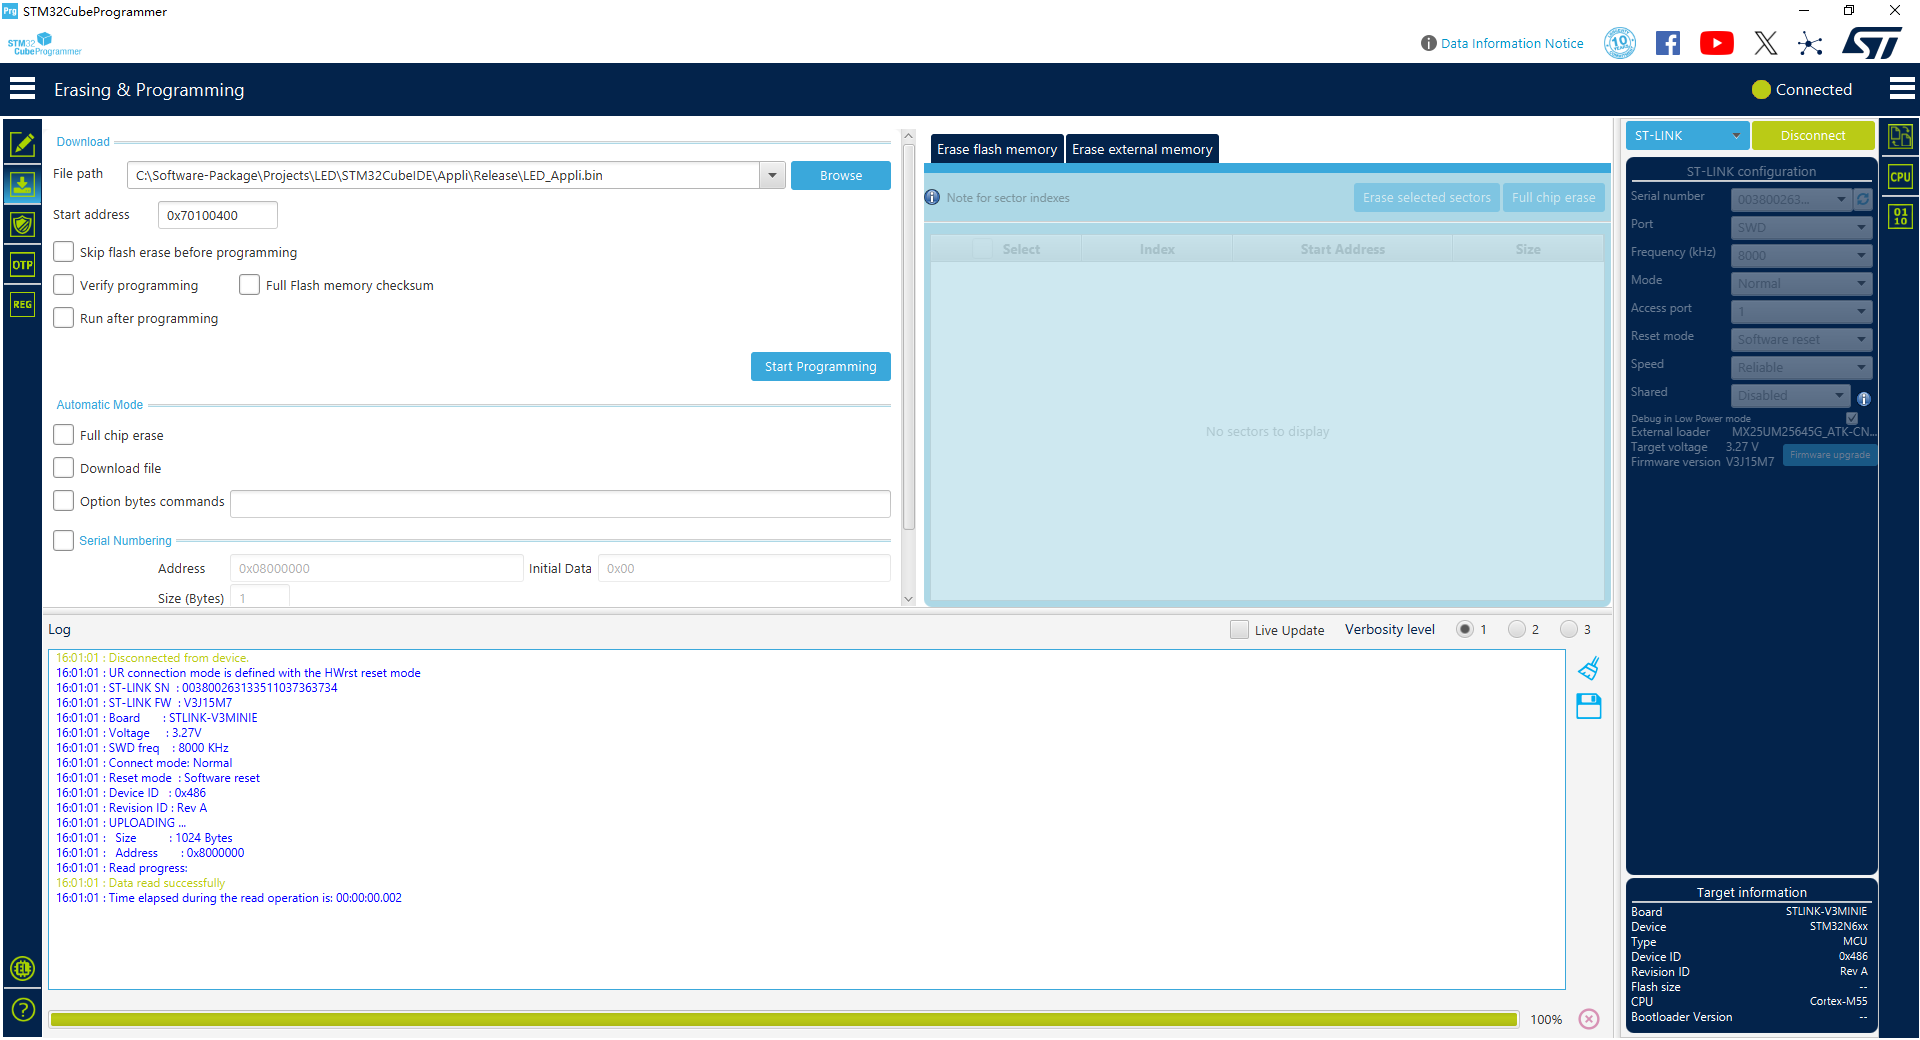 Prg STM32CubeProgrammer
STM32
CubeProgrammer
Data Information Notice
10
Erasing & Programming
Connected
Download
File path
C:\Software-Package\Projects\LED\STM32CubeIDE\Appli\Release\LED_Appli.bin
Browse
Start address
0x70100400
Skip flash erase before programming
Verify programming
Full Flash memory checksum
Run after programming
Start Programming
Automatic Mode
Full chip erase
Download file
Option bytes commands
Serial Numbering
Address
0x08000000
Initial Data
0x00
Size (Bytes)
1
OTP
REG
EL
?
Erase flash memory
Erase external memory
Note for sector indexes
Erase selected sectors
Full chip erase
Select
Index
Start Address
Size
No sectors to display
ST-LINK
Disconnect
ST-LINK configuration
Serial number
003800263...
Port
SWD
Frequency (kHz)
8000
Mode
Normal
Access port
1
Reset mode
Software reset
Speed
Reliable
Shared
Disabled
Debug in Low Power mode
External loader
MX25UM25645G_ATK-CN...
Target voltage
3.27 V
Firmware version
V3J15M7
Firmware upgrade
CPU
01
10
Log
Live Update
Verbosity level
1
2
3
16:01:01 : Disconnected from device.
16:01:01 : UR connection mode is defined with the HWrst reset mode
16:01:01 : ST-LINK SN : 003800263133511037363734
16:01:01 : ST-LINK FW : V3J15M7
16:01:01 : Board : STLINK-V3MINIE
16:01:01 : Voltage : 3.27V
16:01:01 : SWD freq : 8000 KHz
16:01:01 : Connect mode: Normal
16:01:01 : Reset mode : Software reset
16:01:01 : Device ID : 0x486
16:01:01 : Revision ID : Rev A
16:01:01 : UPLOADING ...
16:01:01 : Size : 1024 Bytes
16:01:01 : Address : 0x8000000
16:01:01 : Read progress:
16:01:01 : Data read successfully
16:01:01 : Time elapsed during the read operation is: 00:00:00.002
100%
Target information
Board STLINK-V3MINIE
Device STM32N6xx
Type MCU
Device ID 0x486
Revision ID Rev A
Flash size --
CPU Cortex-M55
Bootloader Version --